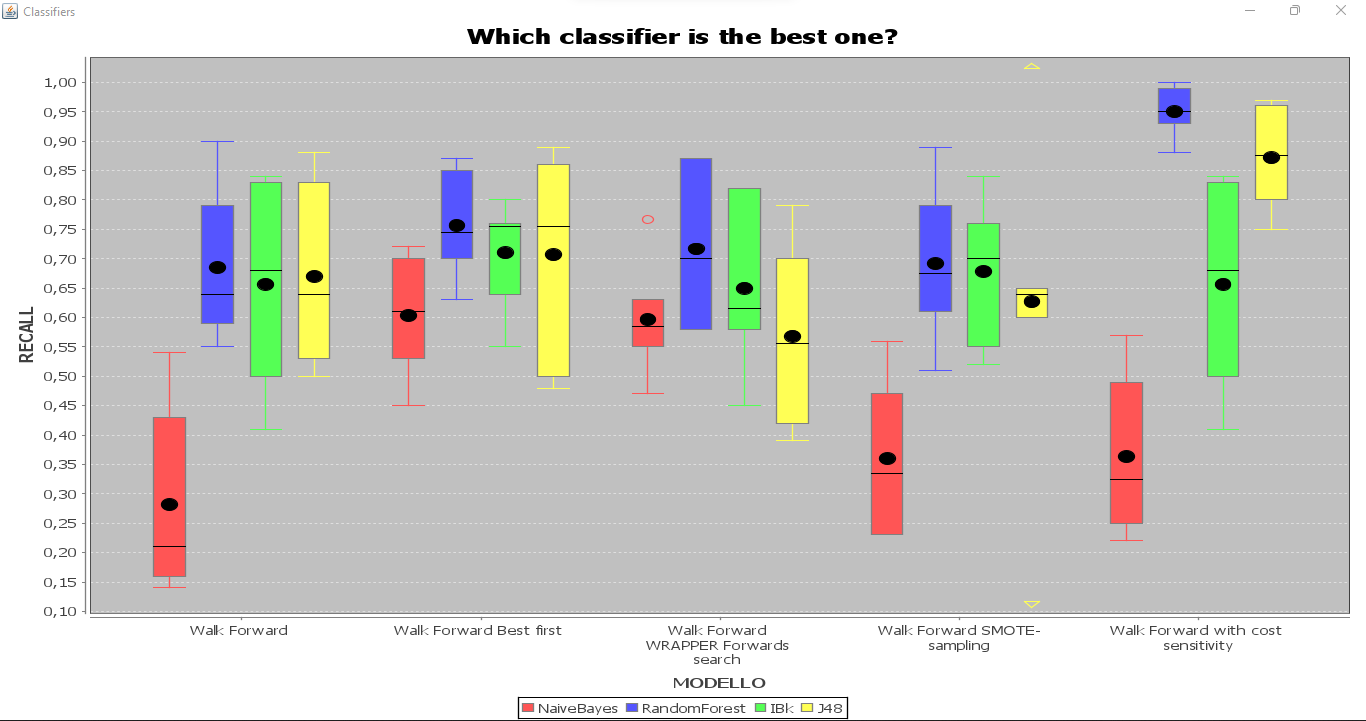 Classifiers
Which classifier is the best one?
1,00
0,95
0,90
0,85
0,80
0,75
0,70
0,65
0,60
0,55
0,50
0,45
0,40
0,35
0,30
0,25
0,20
0,15
0,10
RECALL
Walk Forward
Walk Forward Best first
Walk Forward
WRAPPER Forwards
search
Walk Forward SMOTE-
sampling
Walk Forward with cost
sensitivity
MODELLO
NaiveBayes RandomForest IBk J48